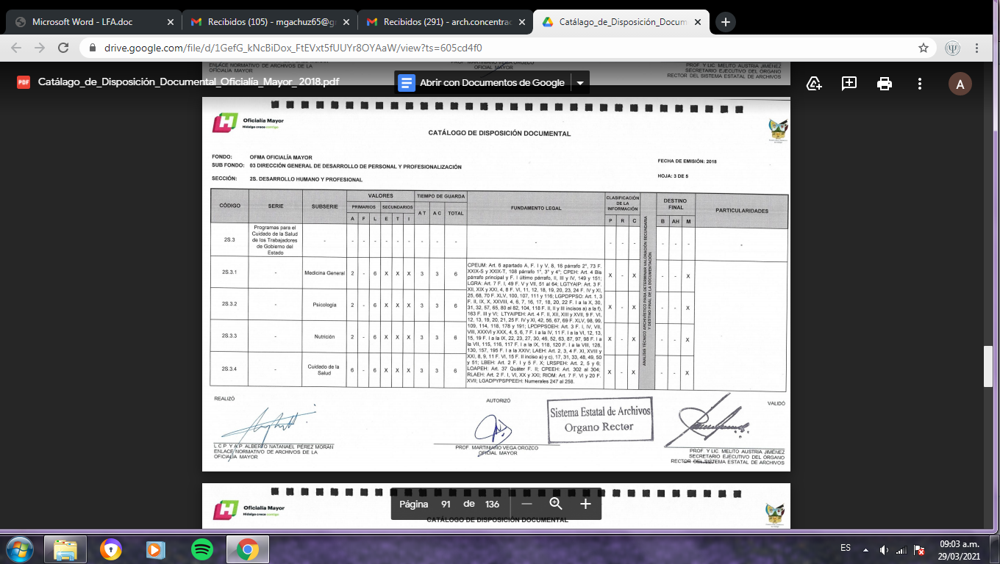 Microsoft Word - LFA.doc
Recibidos (105) - mgachuz65@g
Recibidos (291) - arch.concentrac
Catálago_de_Disposición_Docum
drive.google.com/file/d/1GefG_kNcBiDox_FtEVxt5fUUYr8OYAaW/view?ts=605cd4f0
ENLACE NORMATIVO DE ARCHIVOS DE LA
OFICIALÍA MAYOR
PROF. MARTINIANO VEGA OROZCO
OFICIAL MAYOR
PROF. Y LIC. MELITO AUSTRIA JIMÉNEZ
SECRETARIO EJECUTIVO DEL ÓRGANO
RECTOR DEL SISTEMA ESTATAL DE ARCHIVOS
PDF
Catálago_de_Disposición_Documental_Oficialía_Mayor_ 2018.pdf
Abrir con Documentos de Google
A
H
Oficialía Mayor
Hidalgo crece contigo
CATÁLOGO DE DISPOSICIÓN DOCUMENTAL
FONDO: OFMA OFICIALÍA MAYOR
SUB FONDO: 03 DIRECCIÓN GENERAL DE DESARROLLO DE PERSONAL Y PROFESIONALIZACIÓN
SECCIÓN: 2S. DESARROLLO HUMANO Y PROFESIONAL
FECHA DE EMISIÓN: 2018
HOJA: 3 DE 5
CÓDIGO
SERIE
SUBSERIE
VALORES
PRIMARIOS
SECUNDARIOS
A F L E T I
TIEMPO DE GUARDA
A T A C TOTAL
FUNDAMENTO LEGAL
CLASIFICACIÓN
DE LA
INFORMACIÓN
P R C
ANÁLISIS TÉCNICO ARCHIVÍSTICO PARA DETERMINAR VALORACIÓN SECUNDARIA
Y DESTINO FINAL DE LA DOCUMENTACIÓN
DESTINO
FINAL
B AH M
PARTICULARIDADES
2S.3
Programas para el
Cuidado de la Salud
de los Trabajadores
de Gobierno del
Estado
- - - - - - - - - - - - - - - - - -
2S.3.1 - Medicina General 2 - 6 X X X 3 3 6 X - X - - X
2S.3.2 - Psicología 2 - 6 X X X 3 3 6 X - X - - X
2S.3.3 - Nutrición 2 - 6 X X X 3 3 6 X - X - - X
2S.3.4 - Cuidado de la
Salud 6 - 6 X X X 3 3 6 X - X - - X
CPEUM: Art. 6 apartado A, F. I y V, 8, 16 párrafo 2°, 73 F.
XXIX-S y XXIX-T, 108 párrafo 1°, 3° y 4°; CPEH: Art. 4 Bis
párrafo principal y F. I último párrafo, II, III y IV, 149 y 151;
LGRA: Art. 7 F. I, 49 F. V y VII, 51 al 64; LGTYAIP: Art. 3 F.
XII, XIX y XXI, 4, 8 F. VI, 11, 12, 18, 19, 20, 23, 24 F. IV y XI,
25, 68, 70 F. XLV, 100, 107, 111 y 116; LGPDPPSO: Art. 1, 3
F. II, IX, X, XXVIII, 4, 6, 7, 16, 17, 18, 20, 22 F. I a la X, 30,
31, 32, 57, 65, 80 al 82, 104, 118 F. II, II y III incisos a) a la f),
163 F. III y VI; LTYAIPEH: Art. 4 F. II, XII, XIII y XVII, 9 F. VI,
12, 13, 19, 20, 21, 25 F. IV y XI, 42, 56, 67, 69 F. XLV, 98, 99,
109, 114, 118, 178 y 191; LPDPPSOEH: Art. 3 F. I, IV, VII,
VIII, XXXVI y XXX, 4, 5, 6, 7 F. I a la IV, 11 F. I a la VI, 12, 13,
15, 19 F. I a la IX, 22, 23, 27, 30, 46, 52, 63, 87, 97, 98 F. I a
la VII, 115, 116, 117 F. I a la IX, 118, 120 F. I a la VIII, 128,
130, 157, 195 F. I a la XXIV; LAEH: Art. 2, 3, 4 F. XI, XVIII y
XXI, 8, 9, 11 F. VI, 15 F. II inciso a) y c), 17, 31, 33, 48, 49, 50
y 51; LBEH: Art. 2 F. I y 5 F. X; LRSPEH: Art. 2, 5 y 6;
LOAPEH: Art. 37 Quáter F. II; CPEEH: Art. 302 al 304;
RLAEH: Art. 2 F. I, VI, XX y XXI; RIOM: Art. 7 F. VI y 20 F.
XVII; LGADPYPSPPEEH: Numerales 247 al 258.
REALIZÓ
L.C.P. Y A.P. ALBERTO NATANAEL PÉREZ MORÁN
ENLACE NORMATIVO DE ARCHIVOS DE LA
OFICIALÍA MAYOR
AUTORIZÓ
PROF. MARTINIANO VEGA OROZCO
OFICIAL MAYOR
Sistema Estatal de Archivos
Organo Rector
VALIDÓ
PROF. Y LIC. MELITO AUSTRIA JIMÉNEZ
SECRETARIO EJECUTIVO DEL ÓRGANO
RECTOR DEL SISTEMA ESTATAL DE ARCHIVOS
H
Oficialía Mayor
Hidalgo crece contigo
CATÁLOGO DE DISPOSICIÓN DOCUMENTAL
Página 91 de 136
ES
09:03 a.m.
29/03/2021